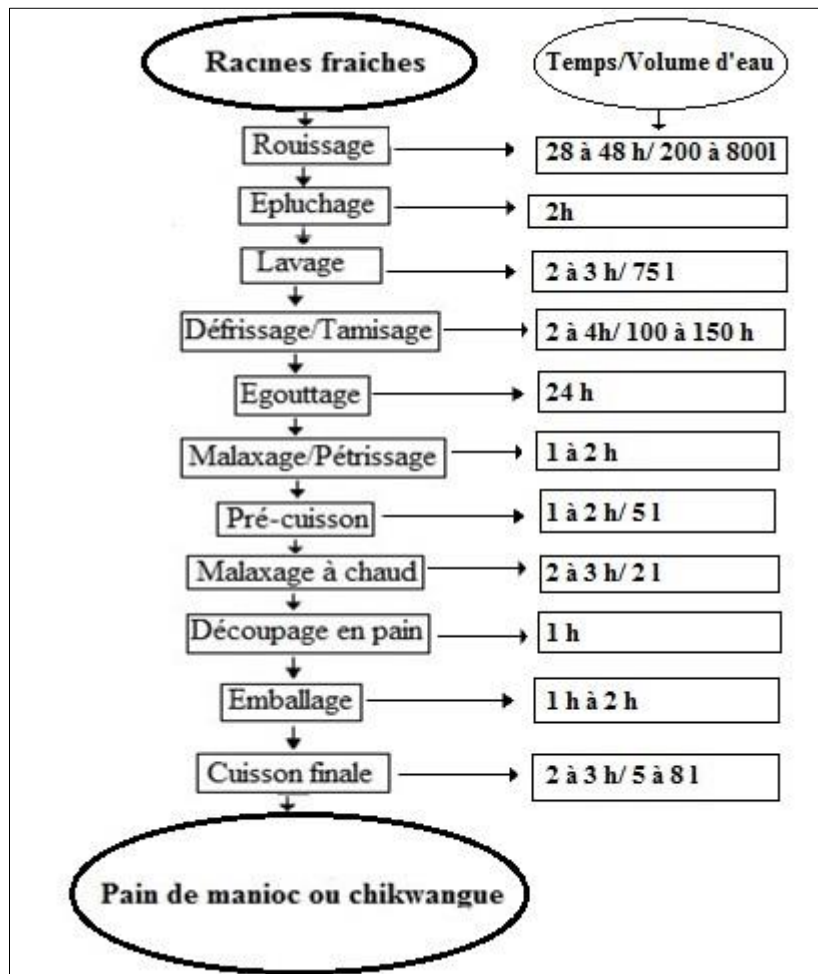 Racines fraiches
Temps/Volume d'eau
Rouissage
28 à 48 h/ 200 à 800l
Epluchage
2h
Lavage
2 à 3 h/ 75 l
Défrissage/Tamisage
2 à 4h/ 100 à 150 h
Egouttage
24 h
Malaxage/Pétrissage
1 à 2 h
Pré-cuisson
1 à 2 h/ 5 l
Malaxage à chaud
2 à 3 h/ 2 l
Découpage en pain
1 h
Emballage
1 h à 2 h
Cuisson finale
2 à 3 h/ 5 à 8 l
Pain de manioc ou chikwangue